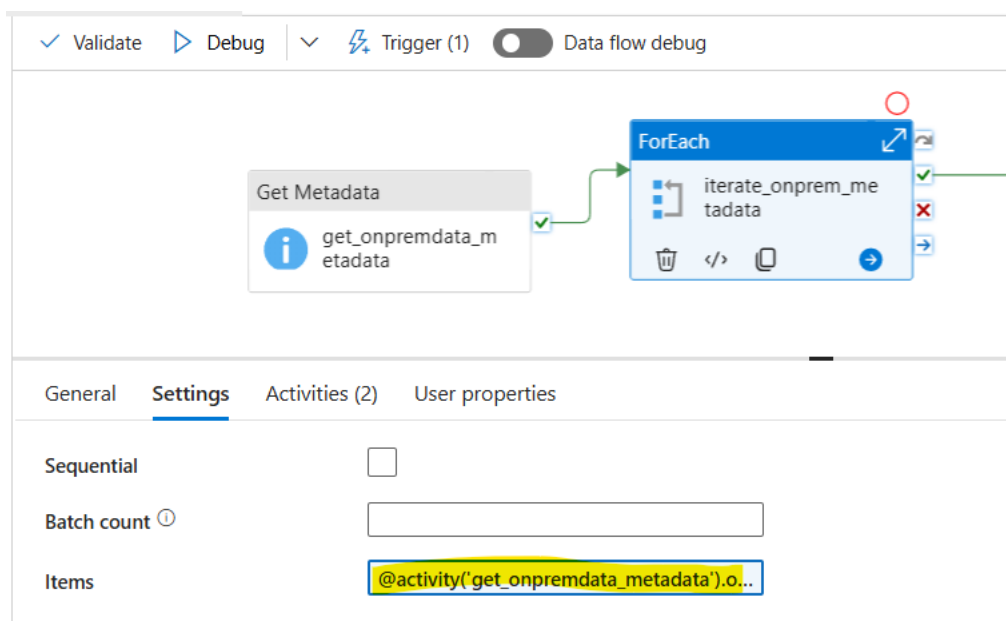 Validate Debug Trigger (1) Data flow debug
ForEach
Get Metadata
iterate_onprem_me
tadata
get_onpremdata_m
etadata
General Settings Activities (2) User properties
Sequential
Batch count
Items @activity('get_onpremdata_metadata').o...